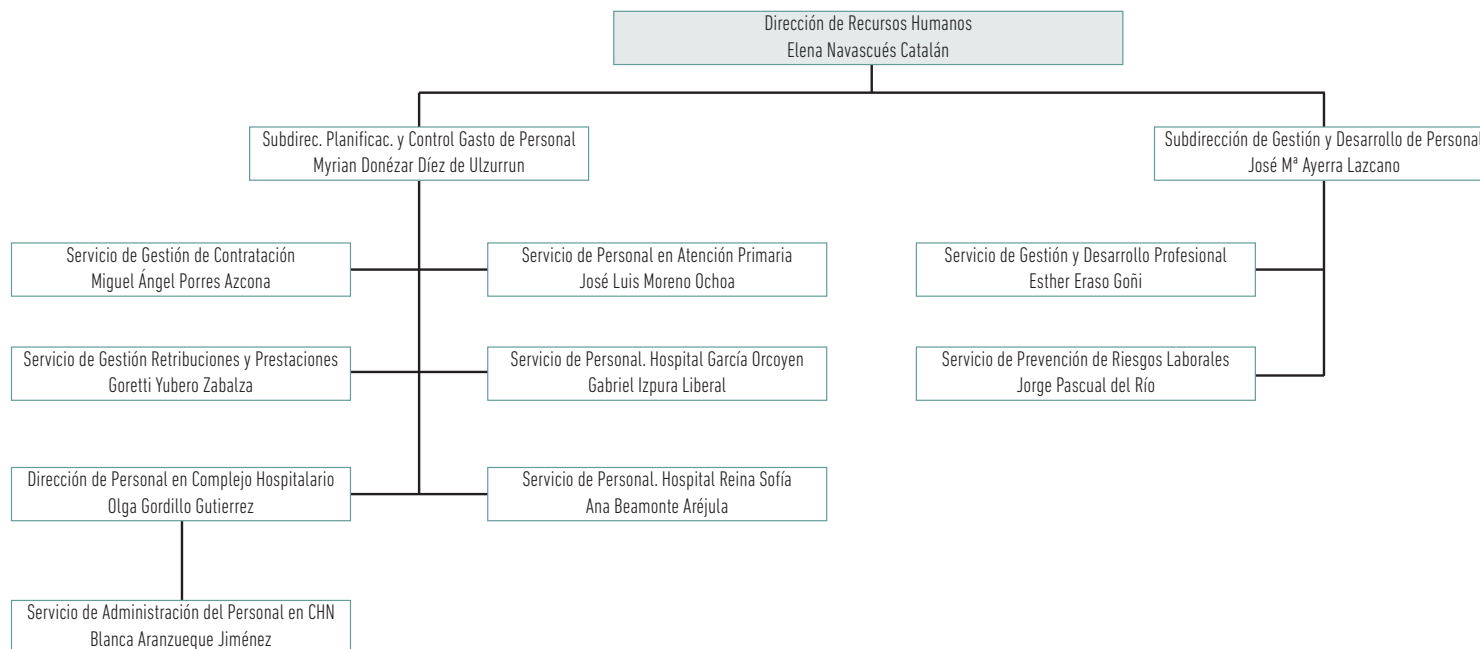 Dirección de Recursos Humanos
Elena Navascués Catalán
Subdirec. Planificac. y Control Gasto de Personal
Myrian Donézar Díez de Ulzurrun
Subdirección de Gestión y Desarrollo de Personal
José Mª Ayerra Lazcano
Servicio de Gestión de Contratación
Miguel Ángel Porres Azcona
Servicio de Personal en Atención Primaria
José Luis Moreno Ochoa
Servicio de Gestión y Desarrollo Profesional
Esther Eraso Goñi
Servicio de Gestión Retribuciones y Prestaciones
Goretti Yubero Zabalza
Servicio de Personal. Hospital García Orcoyen
Gabriel Izpura Liberal
Servicio de Prevención de Riesgos Laborales
Jorge Pascual del Río
Dirección de Personal en Complejo Hospitalario
Olga Gordillo Gutierrez
Servicio de Personal. Hospital Reina Sofía
Ana Beamonte Aréjula
Servicio de Administración del Personal en CHN
Blanca Aranzueque Jiménez